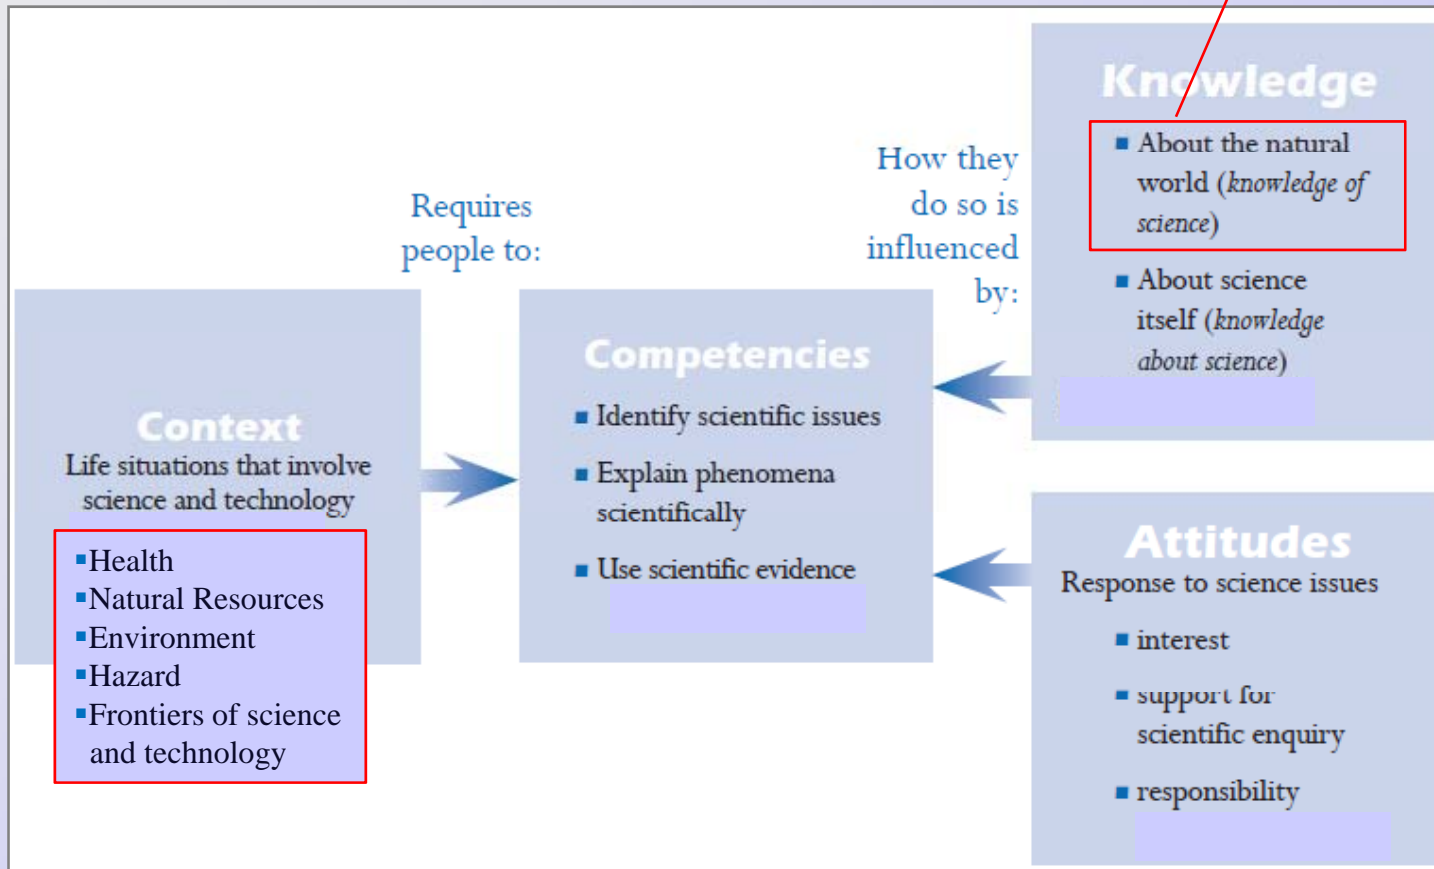 Context
Life situations that involve
science and technology
▪Health
▪Natural Resources
▪Environment
▪Hazard
▪Frontiers of science
and technology
Requires
people to:
Competencies
▪ Identify scientific issues
▪ Explain phenomena
scientifically
▪ Use scientific evidence
How they
do so is
influenced
by:
Knowledge
▪ About the natural
world (knowledge of
science)
▪ About science
itself (knowledge
about science)
Attitudes
Response to science issues
▪ interest
▪ support for
scientific enquiry
▪ responsibility